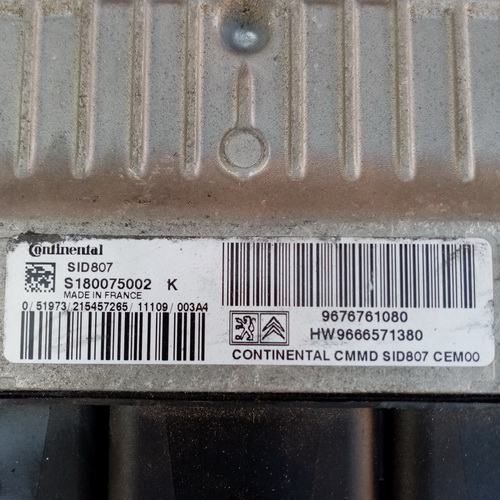 Continental
SID807
S180075002 K
MADE IN FRANCE
0/51973/215457265/11109/003A4
9676761080
HW9666571380
CONTINENTAL CMMD SID807 CEM00